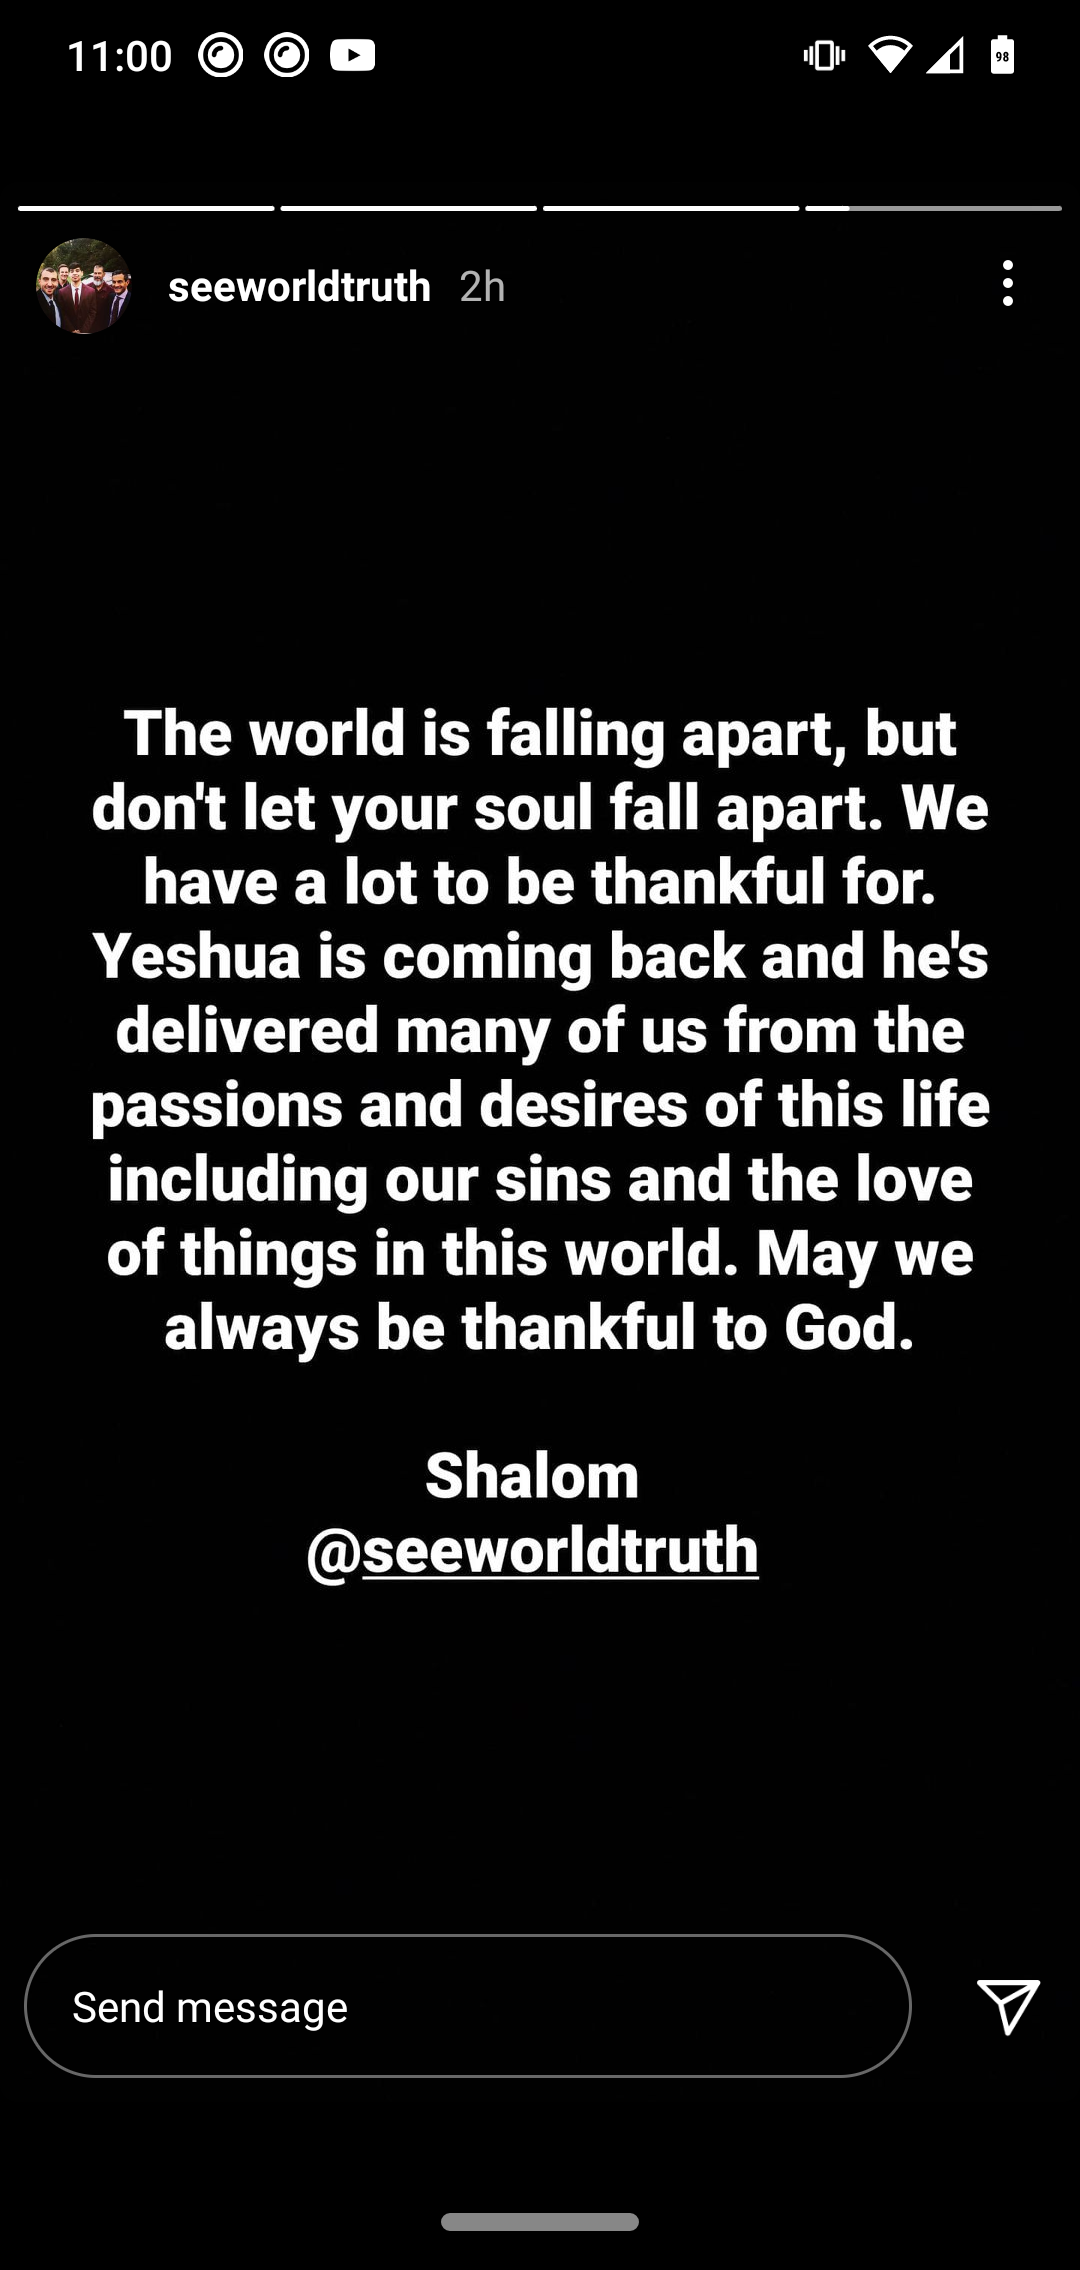 11:00
98
seeworldtruth 2h
The world is falling apart, but
don't let your soul fall apart. We
have a lot to be thankful for.
Yeshua is coming back and he's
delivered many of us from the
passions and desires of this life
including our sins and the love
of things in this world. May we
always be thankful to God.
Shalom
@seeworldtruth
Send message